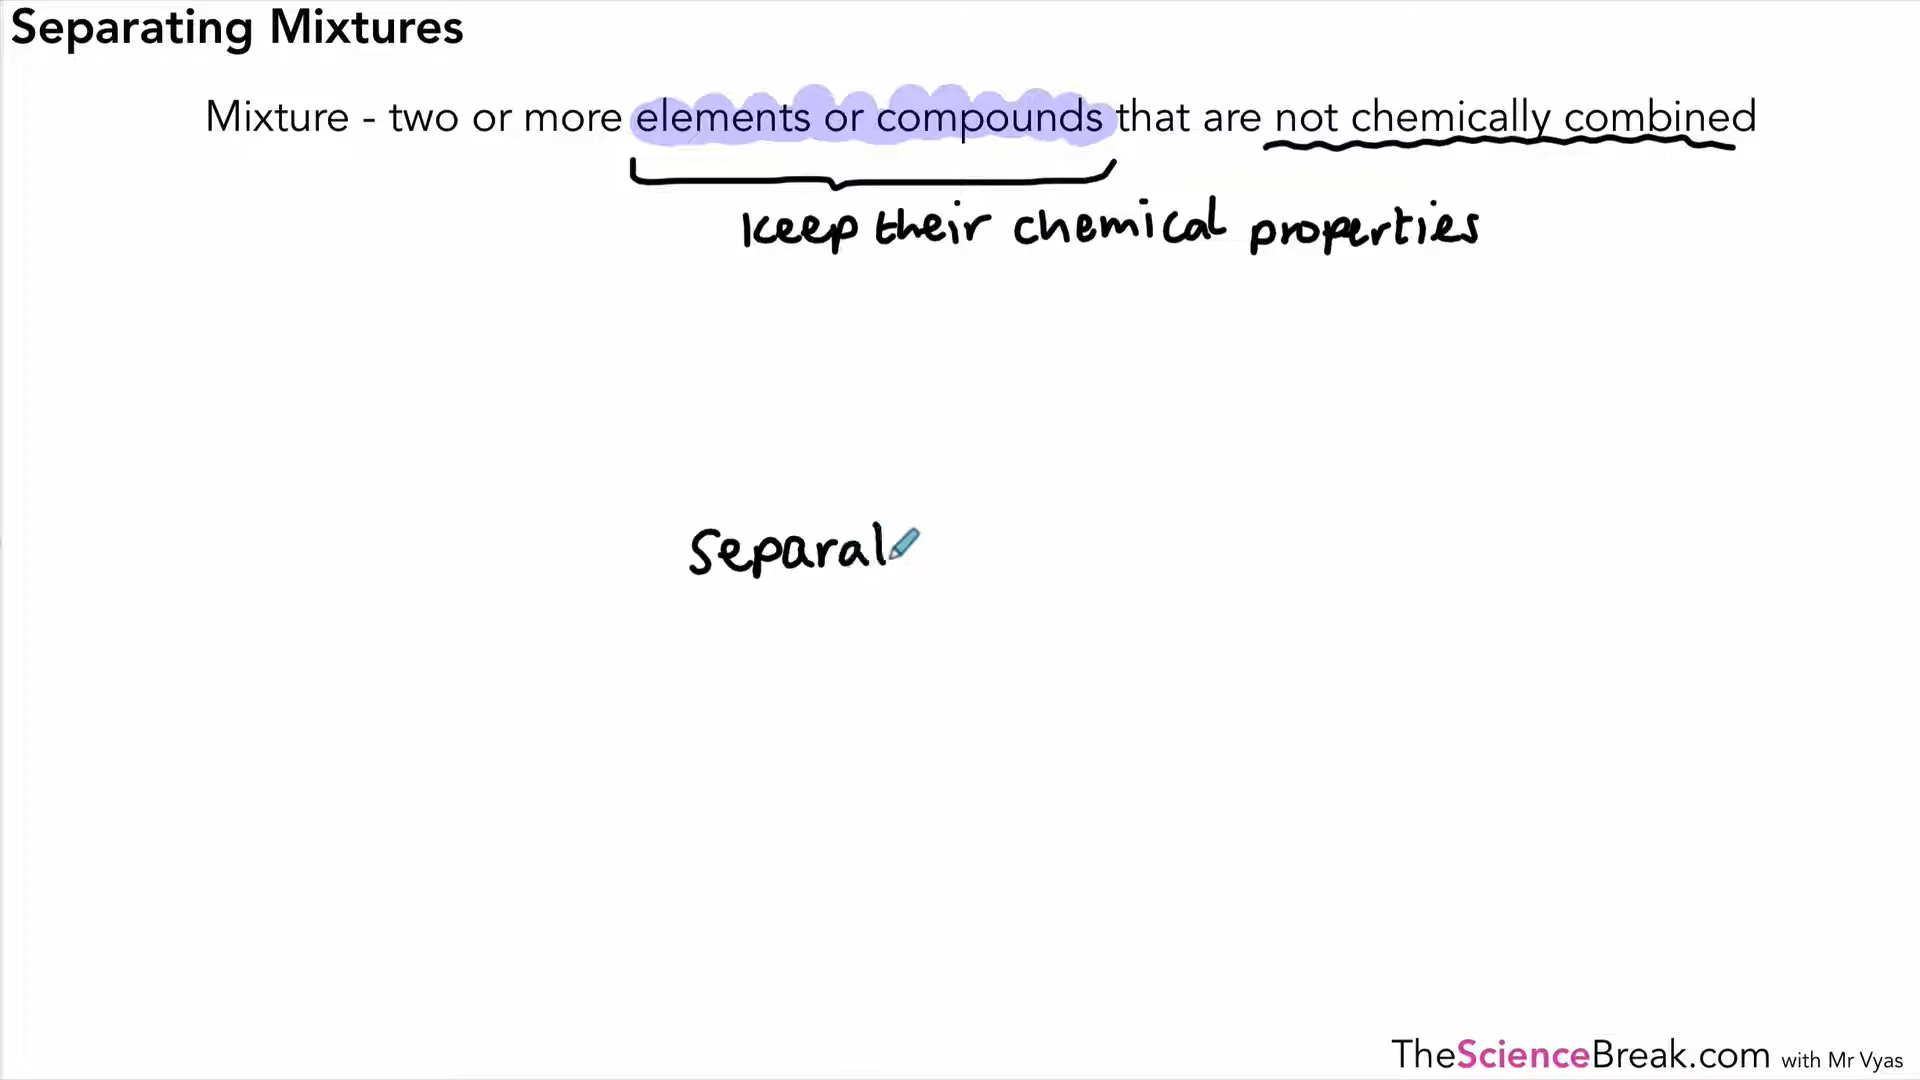 Separating Mixtures
Mixture - two or more elements or compounds that are not chemically combined
keep their chemical properties
Separal
TheScienceBreak.com with Mr Vyas